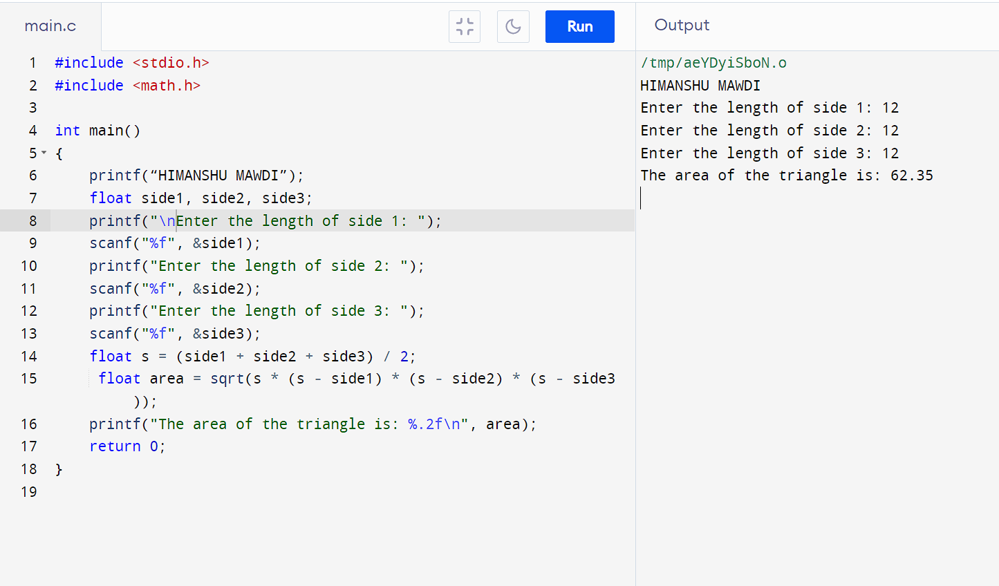 main.c
Run
Output
1 #include <stdio.h>
2 #include <math.h>
3
4 int main()
5 {
6 printf(“HIMANSHU MAWDI”);
7 float side1, side2, side3;
8 printf("\nEnter the length of side 1: ");
9 scanf("%f", &side1);
10 printf("Enter the length of side 2: ");
11 scanf("%f", &side2);
12 printf("Enter the length of side 3: ");
13 scanf("%f", &side3);
14 float s = (side1 + side2 + side3) / 2;
15 float area = sqrt(s * (s - side1) * (s - side2) * (s - side3
));
16 printf("The area of the triangle is: %.2f\n", area);
17 return 0;
18 }
19
/tmp/aeYDyiSboN.o
HIMANSHU MAWDI
Enter the length of side 1: 12
Enter the length of side 2: 12
Enter the length of side 3: 12
The area of the triangle is: 62.35